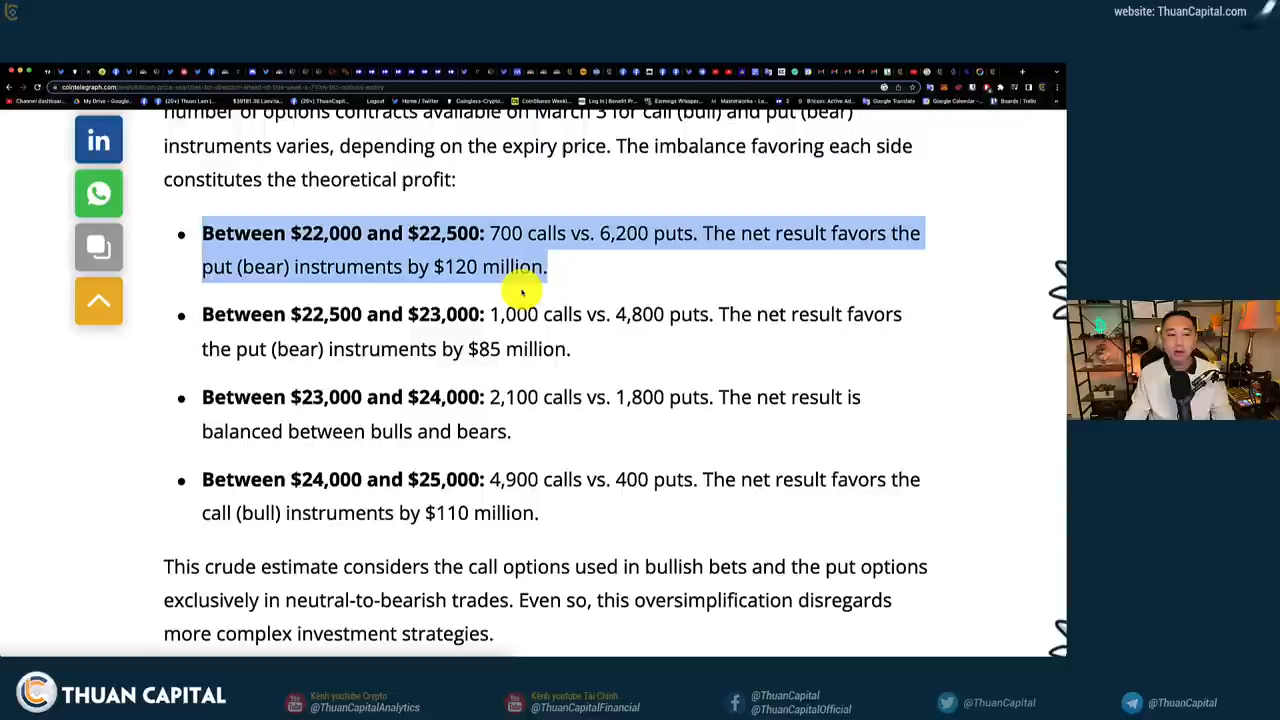 website: ThuanCapital.com
number of options contracts available on March 3 for call (bull) and put (bear)
instruments varies, depending on the expiry price. The imbalance favoring each side
constitutes the theoretical profit:
Between $22,000 and $22,500: 700 calls vs. 6,200 puts. The net result favors the
put (bear) instruments by $120 million.
Between $22,500 and $23,000: 1,000 calls vs. 4,800 puts. The net result favors
the put (bear) instruments by $85 million.
Between $23,000 and $24,000: 2,100 calls vs. 1,800 puts. The net result is
balanced between bulls and bears.
Between $24,000 and $25,000: 4,900 calls vs. 400 puts. The net result favors the
call (bull) instruments by $110 million.
This crude estimate considers the call options used in bullish bets and the put options
exclusively in neutral-to-bearish trades. Even so, this oversimplification disregards
more complex investment strategies.
THUAN CAPITAL
Kênh youtube Crypto
@ThuanCapitalAnalytics
Kênh youtube Tài Chính
@ThuanCapitalFinancial
@ThuanCapital
@ThuanCapitalOfficial
@ThuanCapital
@ThuanCapital